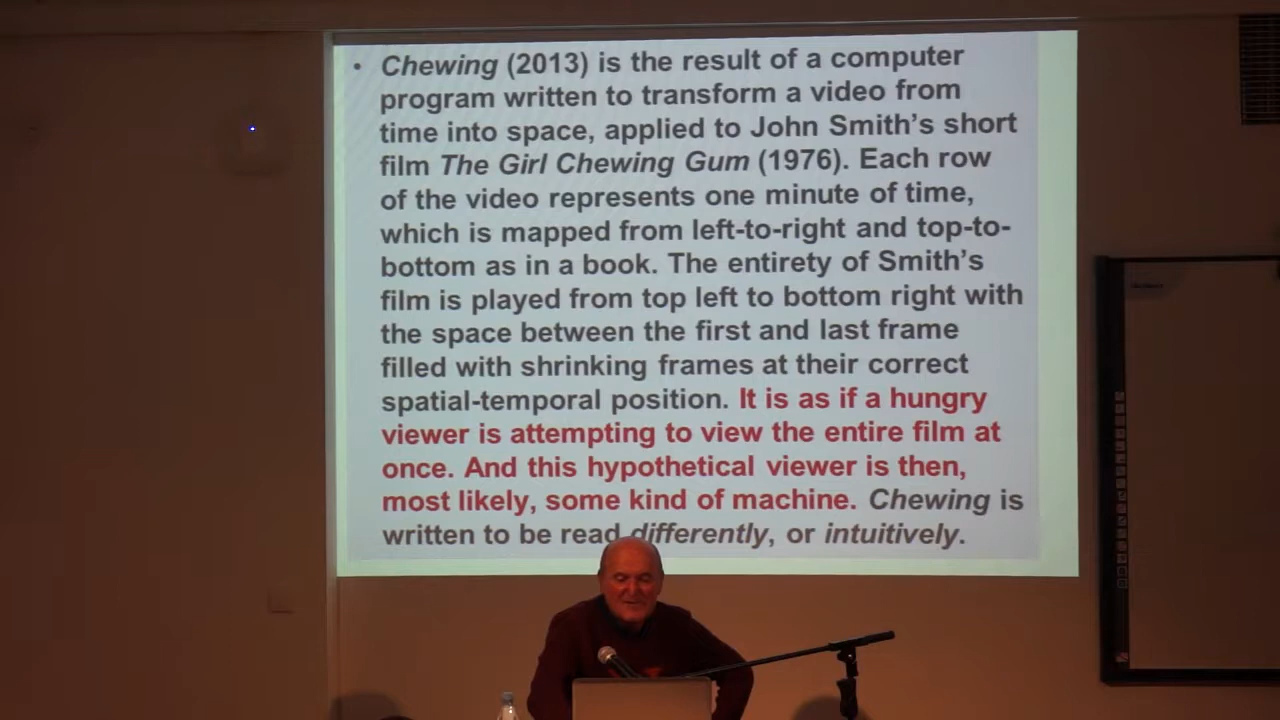 • Chewing (2013) is the result of a computer
program written to transform a video from
time into space, applied to John Smith’s short
film The Girl Chewing Gum (1976). Each row
of the video represents one minute of time,
which is mapped from left-to-right and top-to-
bottom as in a book. The entirety of Smith’s
film is played from top left to bottom right with
the space between the first and last frame
filled with shrinking frames at their correct
spatial-temporal position. It is as if a hungry
viewer is attempting to view the entire film at
once. And this hypothetical viewer is then,
most likely, some kind of machine. Chewing is
written to be read differently, or intuitively.